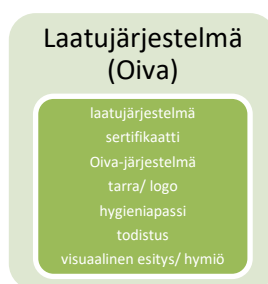 Laatujärjestelmä
(Oiva)
laatujärjestelmä
sertifikaatti
Oiva-järjestelmä
tarra/ logo
hygieniapassi
todistus
visuaalinen esitys/ hymiö